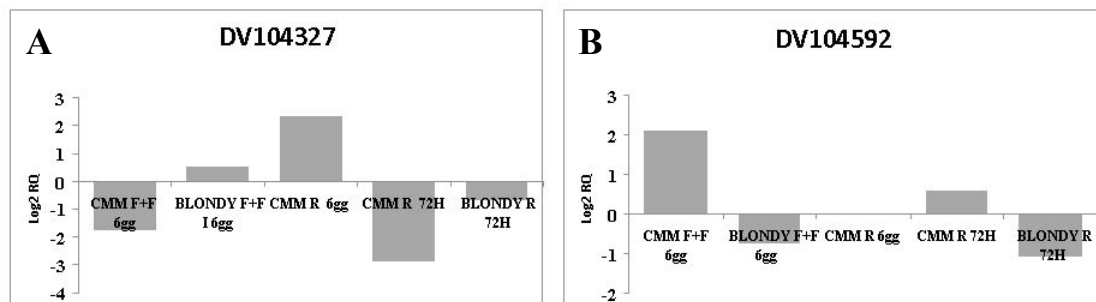 A
DV104327
Log2 RQ
3
2
1
0
-1
-2
-3
-4
CMM F+F
6gg
BLONDY F+F
I 6gg
CMM R 6gg
CMM R 72H
BLONDY R
72H
B
DV104592
Log2 RQ
3
2
1
0
-1
-2
CMM F+F
6gg
BLONDY F+F
6gg
CMM R 6gg
CMM R 72H
BLONDY R
72H